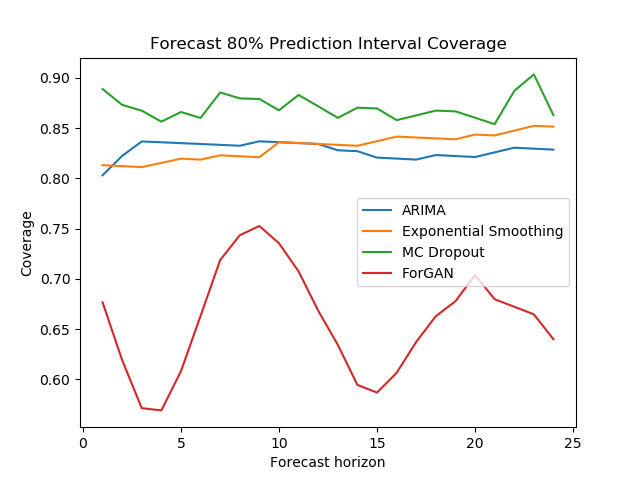 Forecast 80% Prediction Interval Coverage
0.90
0.85
0.80
0.75
0.70
0.65
0.60
Coverage
ARIMA
Exponential Smoothing
MC Dropout
ForGAN
0 5 10 15 20 25
Forecast horizon